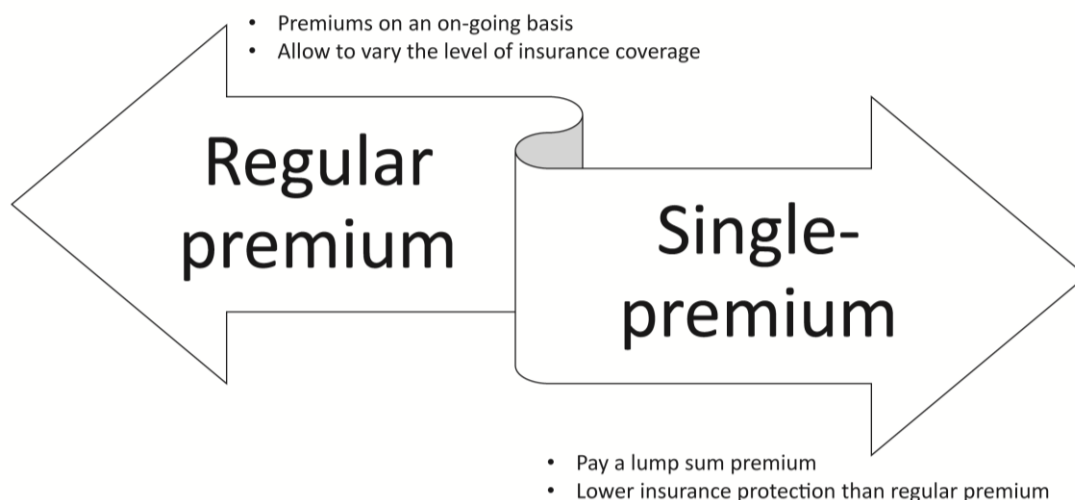 • Premiums on an on-going basis
• Allow to vary the level of insurance coverage
Regular
premium
Single-
premium
• Pay a lump sum premium
• Lower insurance protection than regular premium